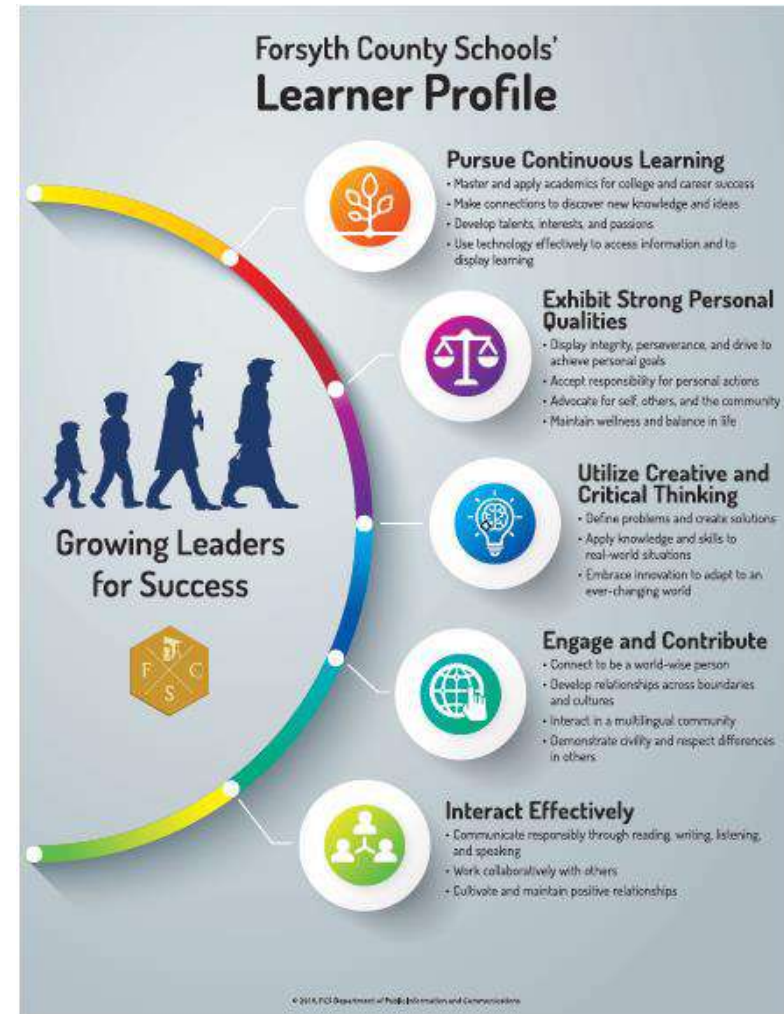 Forsyth County Schools'
Learner Profile
Pursue Continuous Learning
• Master and apply academics for college and career success
• Make connections to discover new knowledge and ideas
• Develop talents, interests, and passions
• Use technology effectively to access information and to
display learning
Exhibit Strong Personal
Qualities
• Display integrity, perseverance, and drive to
achieve personal goals
• Accept responsibility for personal actions
• Advocate for self, others, and the community
• Maintain wellness and balance in life
Utilize Creative and
Critical Thinking
• Define problems and create solutions
• Apply knowledge and skills to
real-world situations
• Embrace innovation to adapt to an
ever-changing world
Growing Leaders
for Success
F C
S
Engage and Contribute
• Connect to be a world-wise person
• Develop relationships across boundaries
and cultures
• Interact in a multilingual community
• Demonstrate civility and respect differences
in others
Interact Effectively
• Communicate responsibly through reading, writing, listening,
and speaking
• Work collaboratively with others
• Cultivate and maintain positive relationships
FCS Department of Public Information and Communications